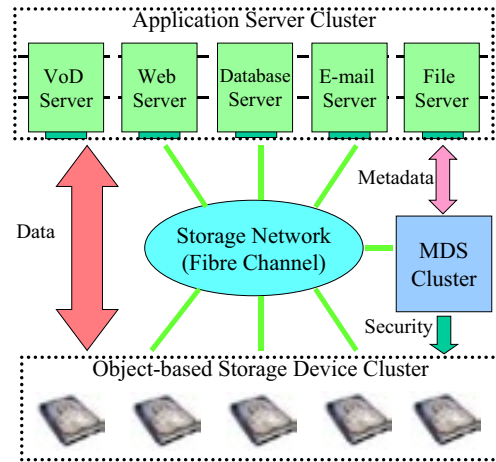 Application Server Cluster
VoD
Server
Web
Server
Database
Server
E-mail
Server
File
Server
Metadata
Data
Storage Network
(Fibre Channel)
MDS
Cluster
Security
Object-based Storage Device Cluster